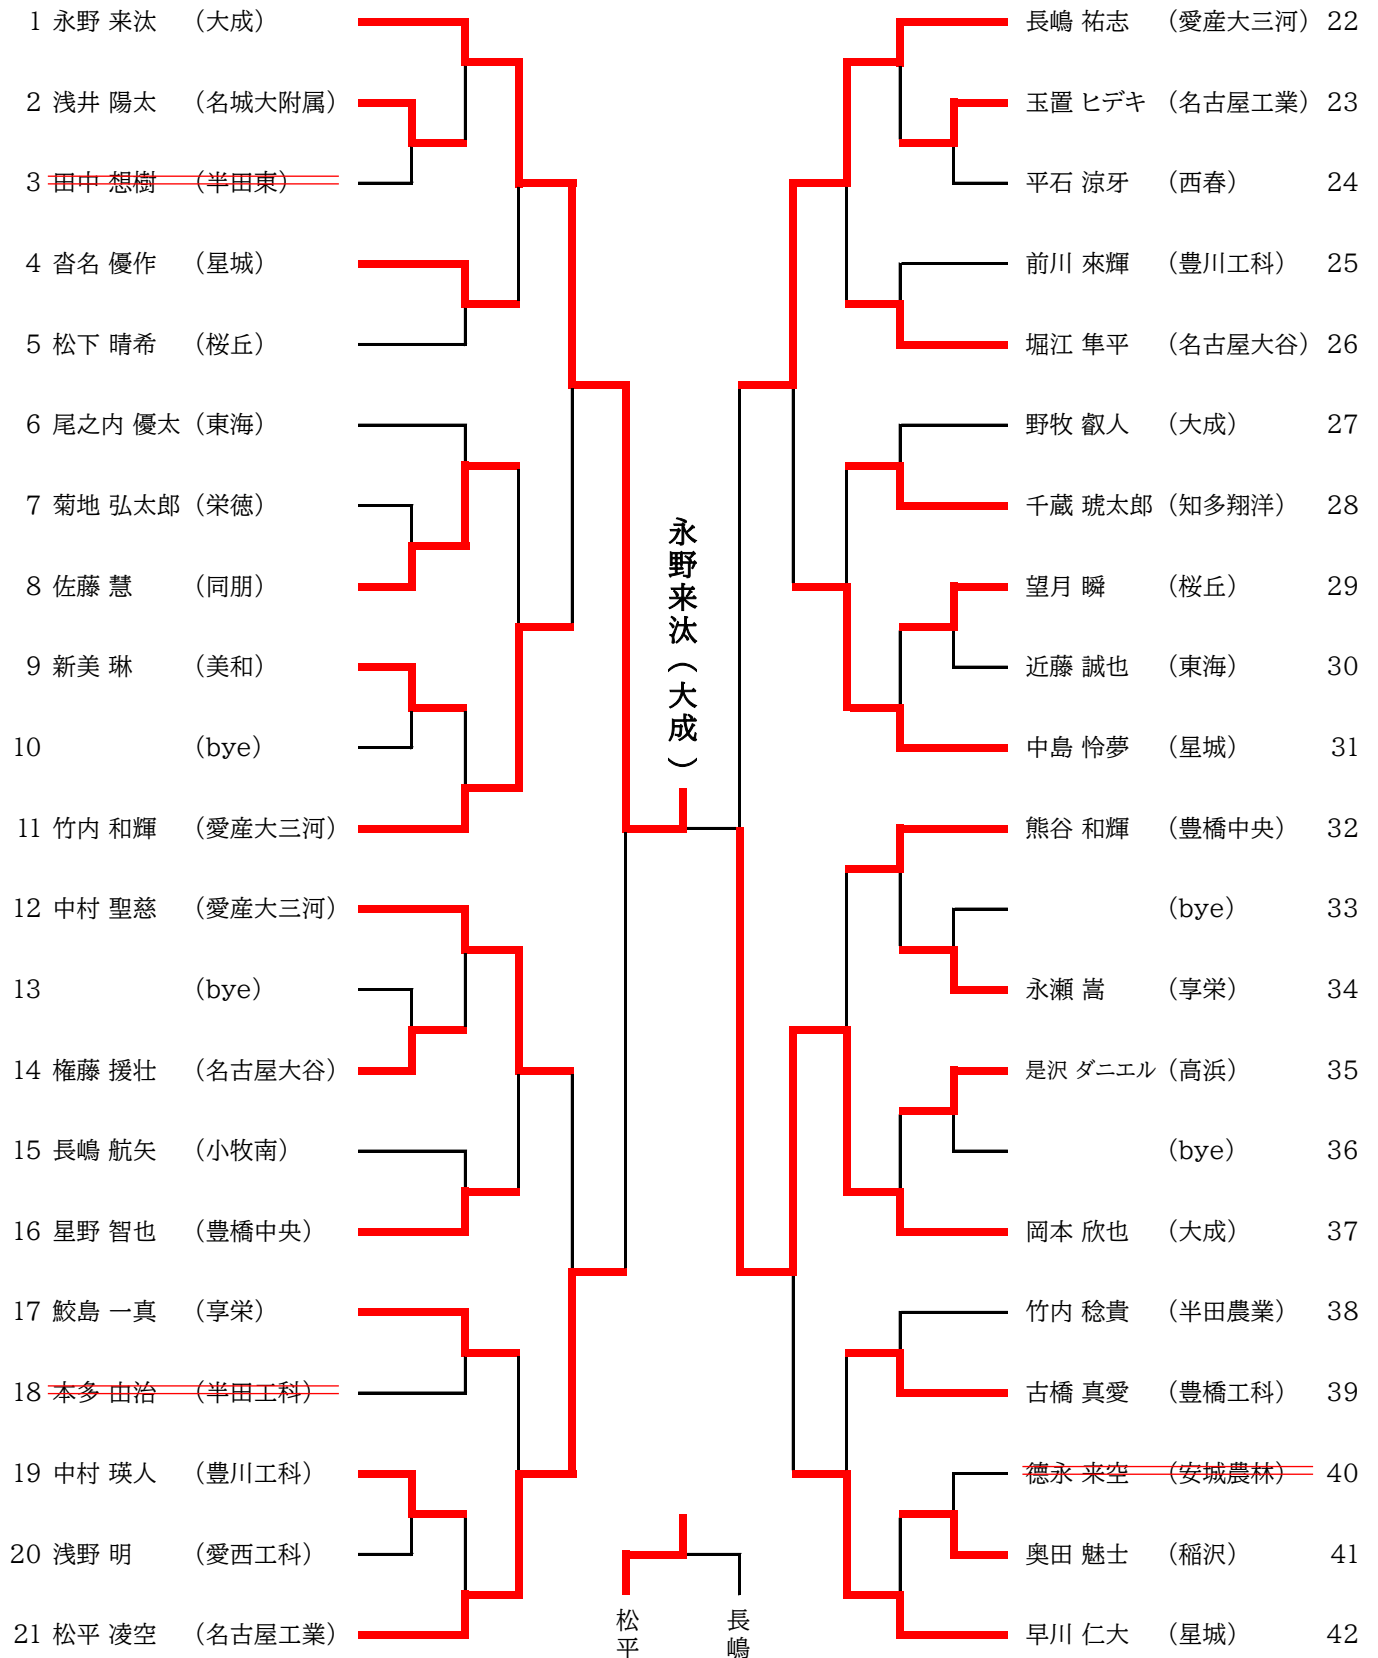 1 永野 来汰 （大成）
2 浅井 陽太 （名城大附属）
3 田中 想樹 （半田東）
4 沓名 優作 （星城）
5 松下 晴希 （桜丘）
6 尾之内 優太 （東海）
7 菊地 弘太郎 （栄徳）
8 佐藤 慧 （同朋）
9 新美 琳 （美和）
10 （bye）
11 竹内 和輝 （愛産大三河）
12 中村 聖慈 （愛産大三河）
13 （bye）
14 権藤 援壮 （名古屋大谷）
15 長嶋 航矢 （小牧南）
16 星野 智也 （豊橋中央）
17 鮫島 一真 （享栄）
18 本多 由治 （半田工科）
19 中村 瑛人 （豊川工科）
20 浅野 明 （愛西工科）
21 松平 凌空 （名古屋工業）
永野来汰（大成）
松平
長嶋
長嶋 祐志 （愛産大三河） 22
玉置 ヒデキ （名古屋工業） 23
平石 涼牙 （西春） 24
前川 來輝 （豊川工科） 25
堀江 隼平 （名古屋大谷） 26
野牧 叡人 （大成） 27
千蔵 琥太郎 （知多翔洋） 28
望月 瞬 （桜丘） 29
近藤 誠也 （東海） 30
中島 怜夢 （星城） 31
熊谷 和輝 （豊橋中央） 32
（bye） 33
永瀬 嵩 （享栄） 34
是沢 ダニエル （高浜） 35
（bye） 36
岡本 欣也 （大成） 37
竹内 稔貴 （半田農業） 38
古橋 真愛 （豊橋工科） 39
德永 来空 （安城農林） 40
奥田 魅士 （稲沢） 41
早川 仁大 （星城） 42